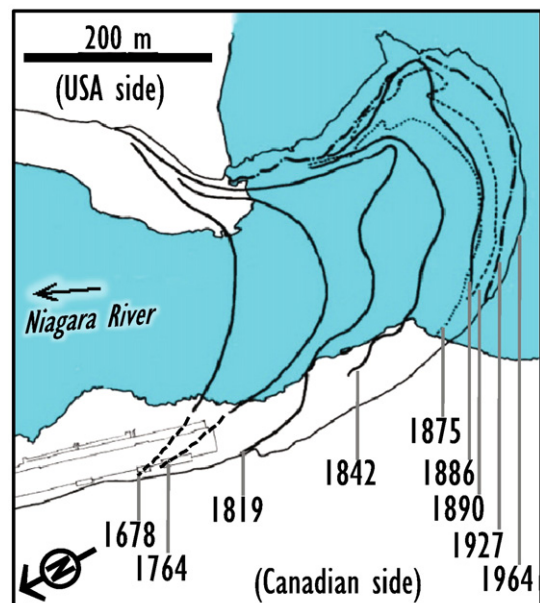 200 m
(USA side)
Niagara River
1875
1886
1842
1890
1819
1678
1927
1764
1964
N
(Canadian side)